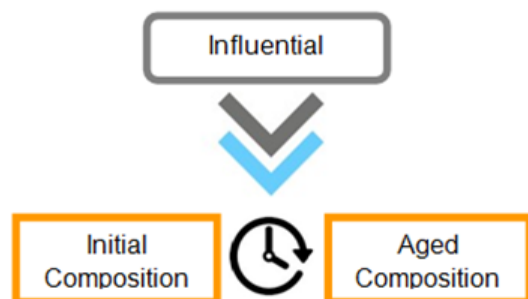 Influential
Initial
Composition
Aged
Composition